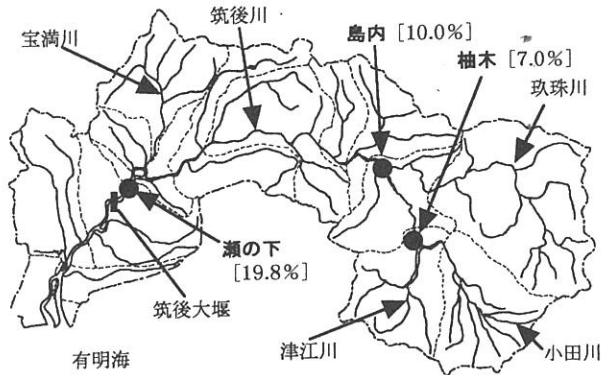 筑後川
宝満川
島内 [10.0%]
柚木 [7.0%]
玖珠川
瀬の下
[19.8%]
筑後大堰
津江川
小田川
有明海